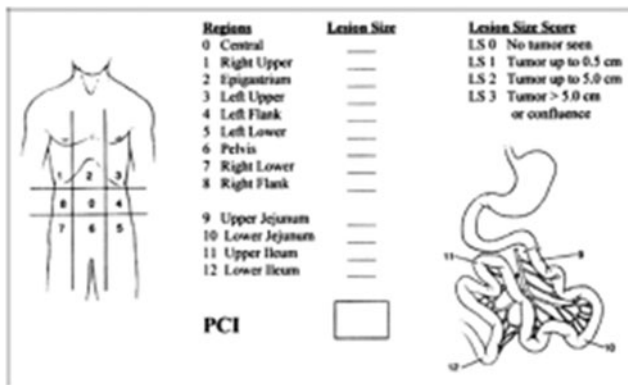 Regions Lesion Size
0 Central
1 Right Upper
2 Epigastrium
3 Left Upper
4 Left Flank
5 Left Lower
6 Pelvis
7 Right Lower
8 Right Flank
9 Upper Jejunum
10 Lower Jejunum
11 Upper Ileum
12 Lower Ileum
PCI
Lesion Size Score
LS 0 No tumor seen
LS 1 Tumor up to 0.5 cm
LS 2 Tumor up to 5.0 cm
LS 3 Tumor > 5.0 cm
or confluence
1 2 3
8 0 4
7 6 5
11 9
10
12